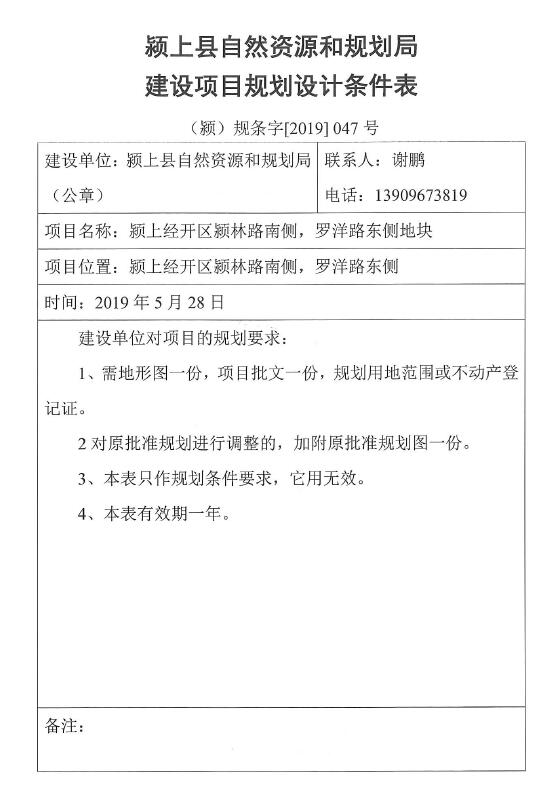 颍上县自然资源和规划局
建设项目规划设计条件表
（颍）规条字[2019] 047 号
建设单位：颍上县自然资源和规划局
（公章）
联系人：谢鹏
电话：13909673819
项目名称：颍上经开区颍林路南侧，罗洋路东侧地块
项目位置：颍上经开区颍林路南侧，罗洋路东侧
时间：2019 年 5 月 28 日
建设单位对项目的规划要求：
1、需地形图一份，项目批文一份，规划用地范围或不动产登
记证。
2 对原批准规划进行调整的，加附原批准规划图一份。
3、本表只作规划条件要求，它用无效。
4、本表有效期一年。
备注：